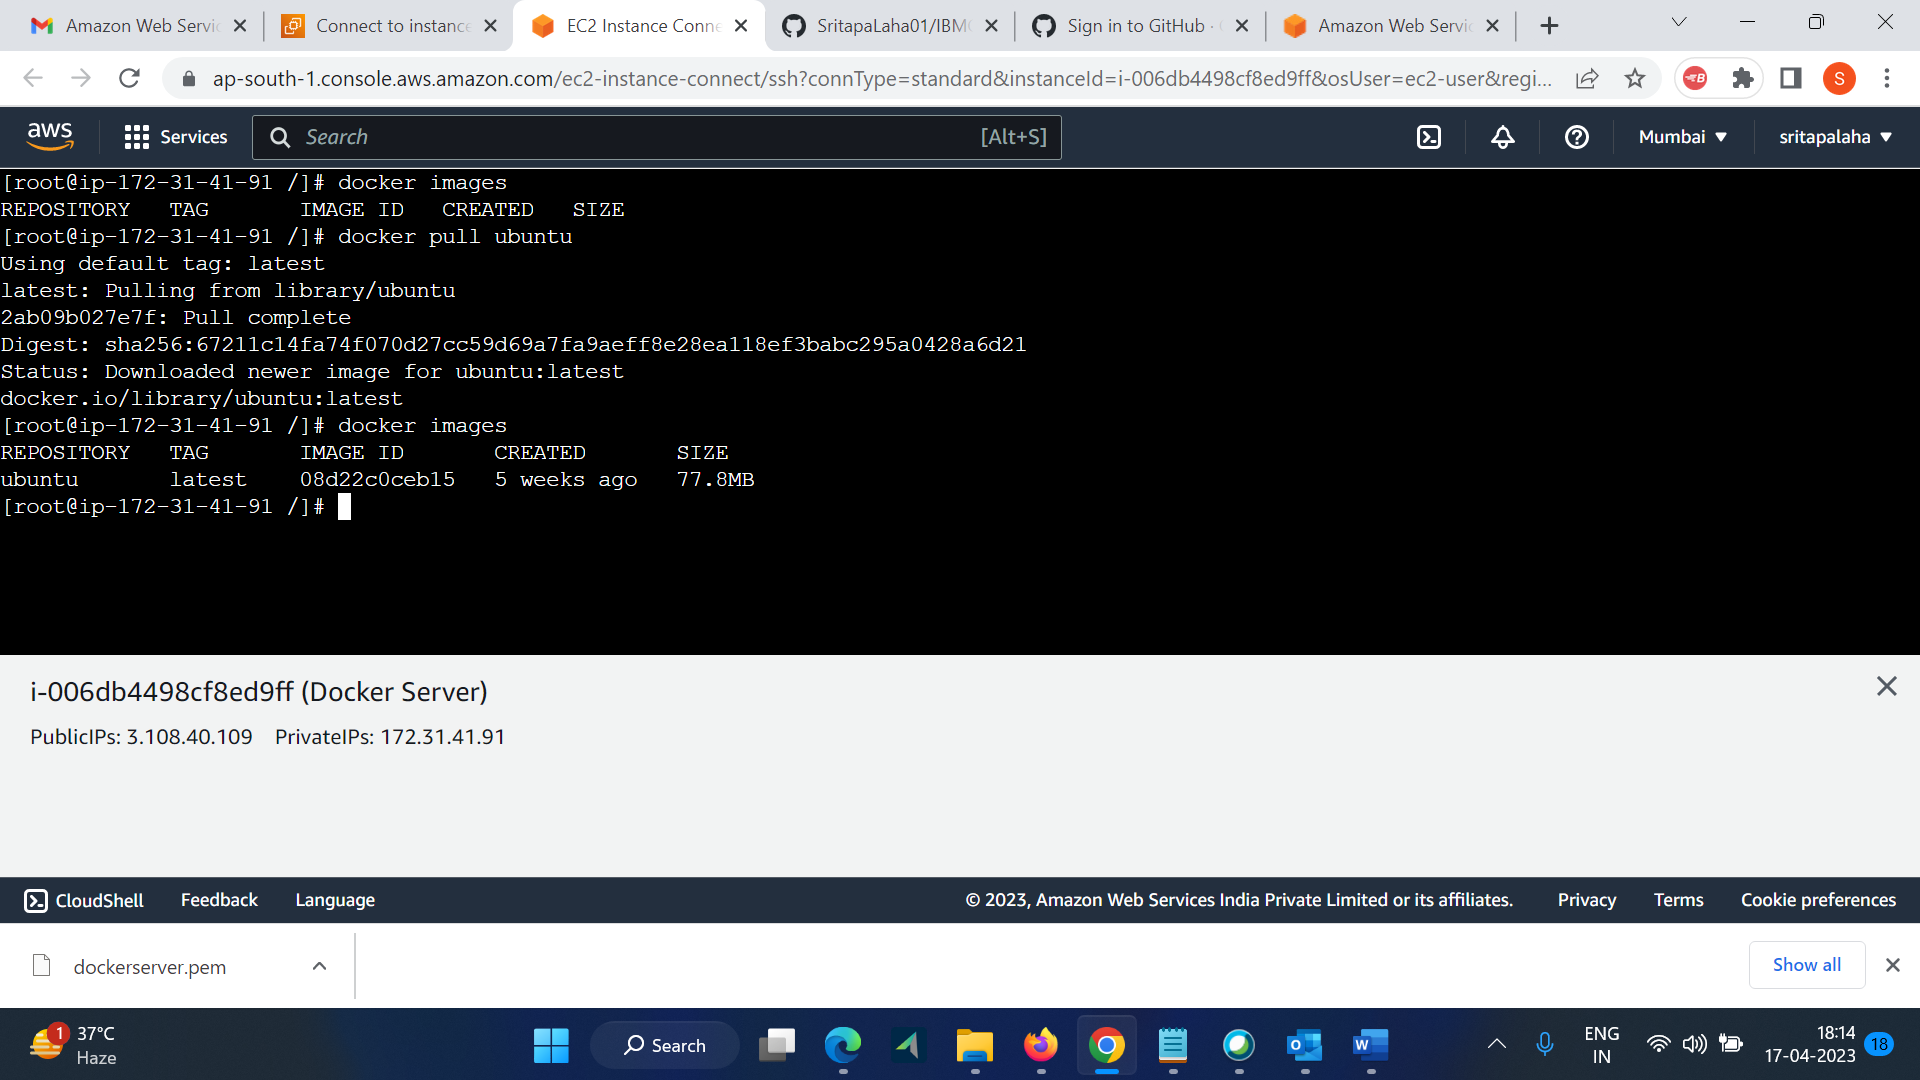 Amazon Web Servi
Connect to instance
EC2 Instance Conne
SritapaLaha01/IBM
Sign in to GitHub ·
Amazon Web Servi
ap-south-1.console.aws.amazon.com/ec2-instance-connect/ssh?connType=standard&instanceId=i-006db4498cf8ed9ff&osUser=ec2-user&regi...
B
S
aws
Services
Search
[Alt+S]
Mumbai
sritapalaha
[root@ip-172-31-41-91 /]# docker images
REPOSITORY TAG IMAGE ID CREATED SIZE
[root@ip-172-31-41-91 /]# docker pull ubuntu
Using default tag: latest
latest: Pulling from library/ubuntu
2ab09b027e7f: Pull complete
Digest: sha256:67211c14fa74f070d27cc59d69a7fa9aeff8e28ea118ef3babc295a0428a6d21
Status: Downloaded newer image for ubuntu:latest
docker.io/library/ubuntu:latest
[root@ip-172-31-41-91 /]# docker images
REPOSITORY TAG IMAGE ID CREATED SIZE
ubuntu latest 08d22c0ceb15 5 weeks ago 77.8MB
[root@ip-172-31-41-91 /]#
i-006db4498cf8ed9ff (Docker Server)
PublicIPs: 3.108.40.109 PrivateIPs: 172.31.41.91
CloudShell Feedback Language
© 2023, Amazon Web Services India Private Limited or its affiliates. Privacy Terms Cookie preferences
dockerserver.pem
Show all
1
37°C
Haze
Search
ENG
IN
18:14
17-04-2023
18